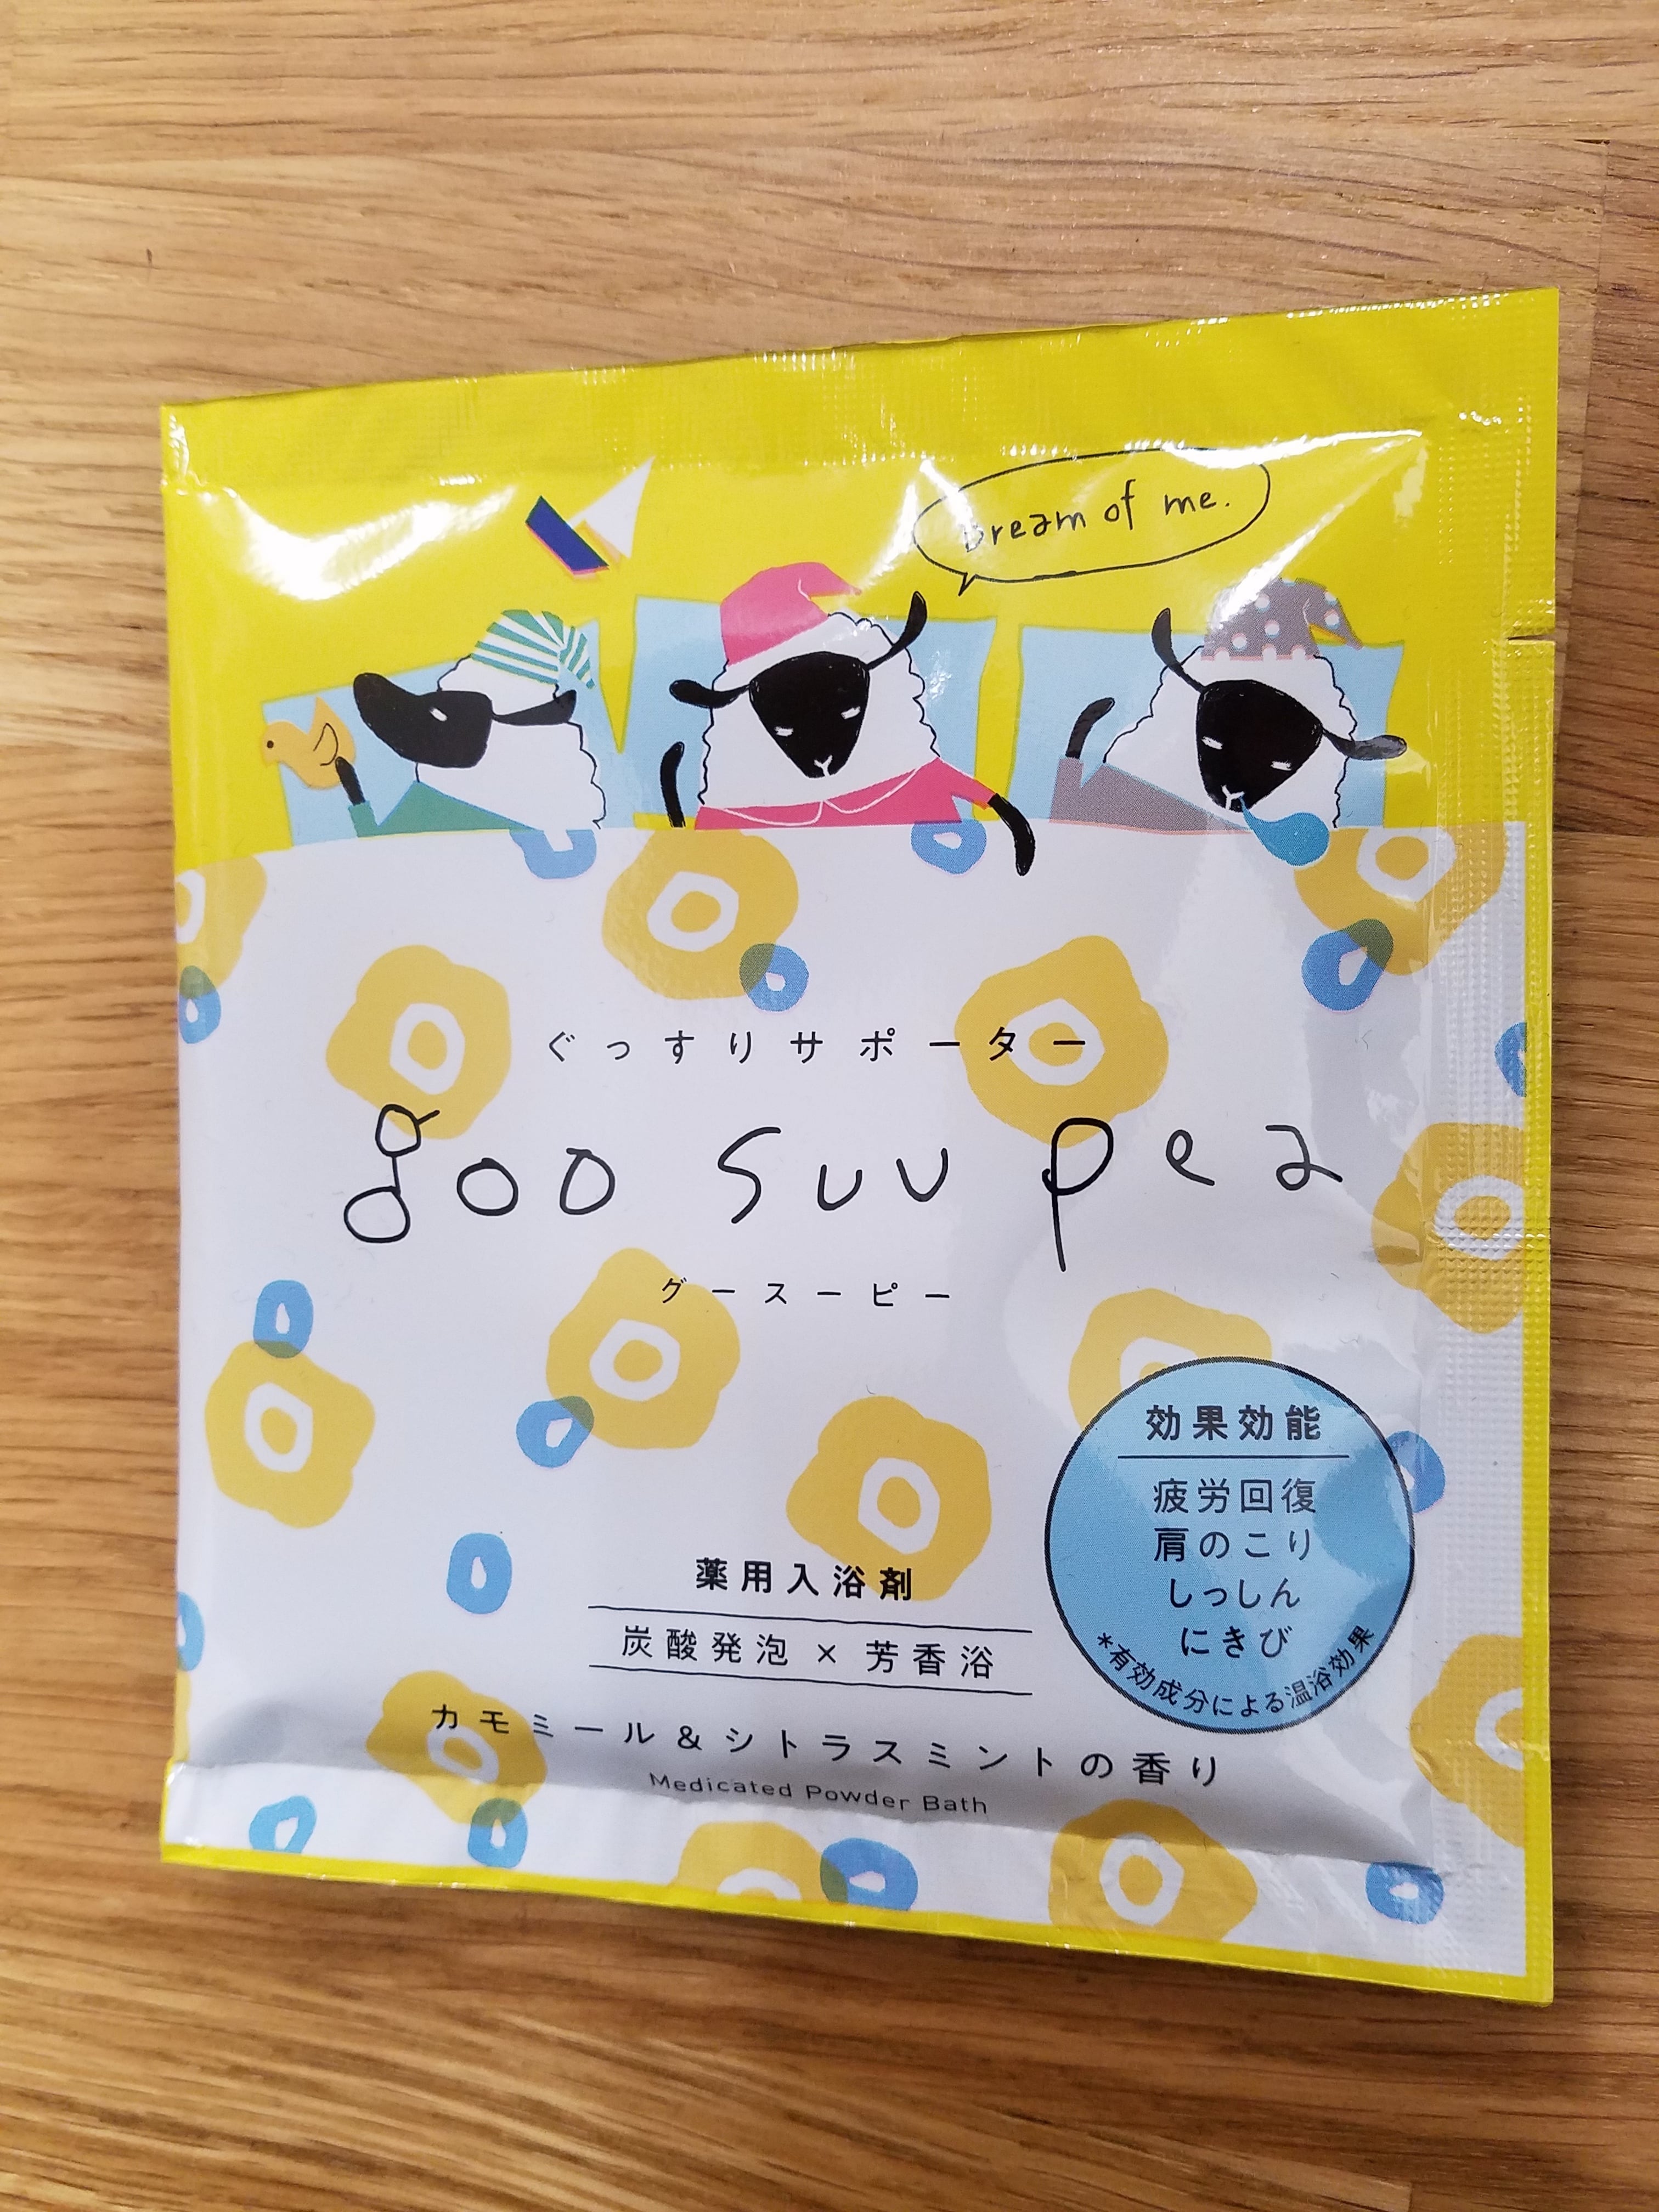 Dream of me.
ぐっすりサポーター
goo suu pea
グースーピー
効果効能
疲労回復
肩のこり
しっしん
にきび
*有効成分による温浴効果
薬用入浴剤
炭酸発泡 × 芳香浴
カモミール&シトラスミントの香り
Medicated Powder Bath